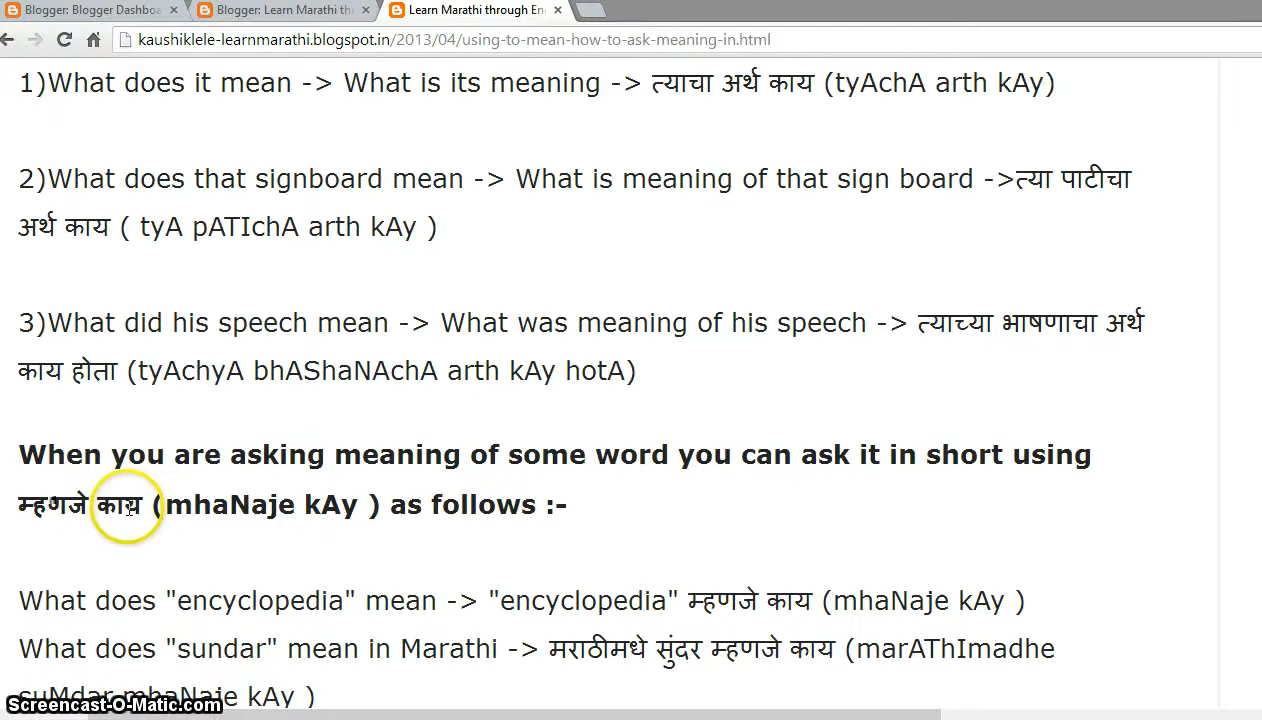 Blogger: Blogger Dashboa
Blogger: Learn Marathi th
Learn Marathi through En
kaushiklele-learnmarathi.blogspot.in/2013/04/using-to-mean-how-to-ask-meaning-in.html
1)What does it mean -> What is its meaning -> त्याचा अर्थ काय (tyAchA arth kAy)
2)What does that signboard mean -> What is meaning of that sign board ->त्या पाटीचा
अर्थ काय ( tyA pATIchA arth kAy )
3)What did his speech mean -> What was meaning of his speech -> त्याच्या भाषणाचा अर्थ
काय होता (tyAchyA bhAShaNAchA arth kAy hotA)
When you are asking meaning of some word you can ask it in short using
म्हणजे काय (mhaNaje kAy ) as follows :-
What does "encyclopedia" mean -> "encyclopedia" म्हणजे काय (mhaNaje kAy )
What does "sundar" mean in Marathi -> मराठीमधे सुंदर म्हणजे काय (marAThImadhe
suMdar mhaNaje kAy )
Screencast-O-Matic.com